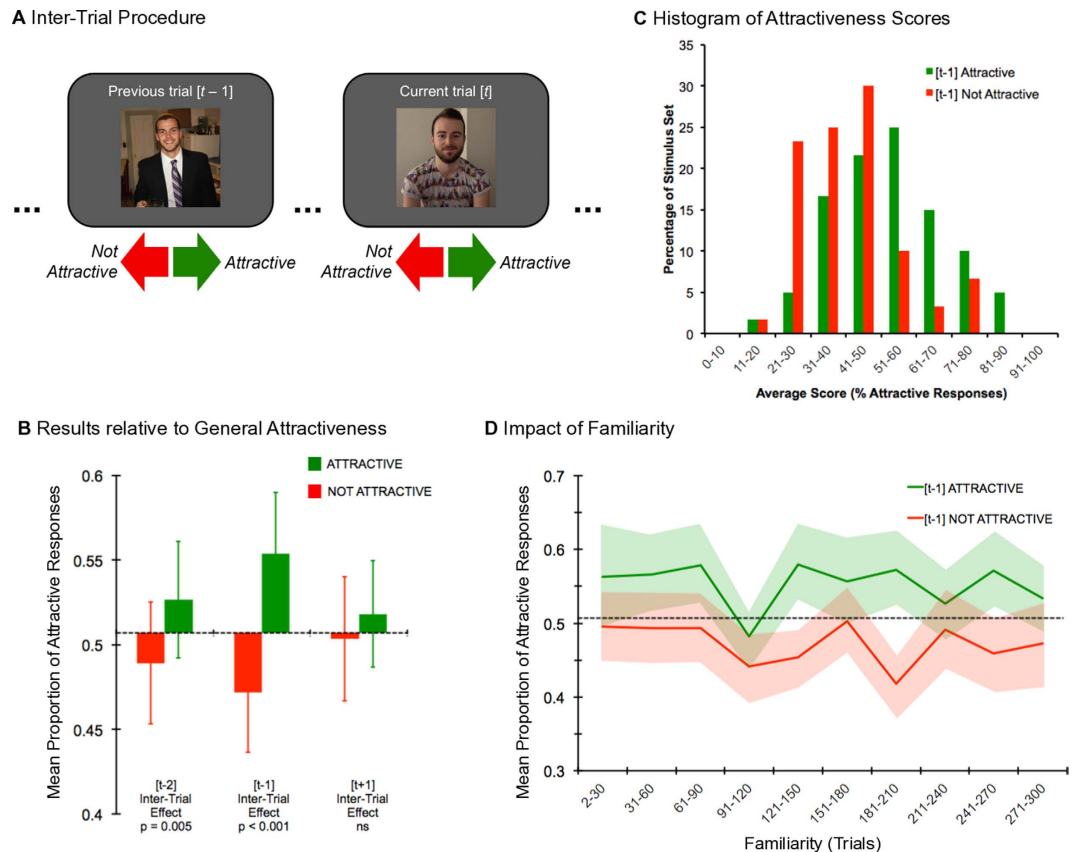 A Inter-Trial Procedure
Previous trial [t – 1]
Current trial [t]
...
...
...
Not
Attractive
Attractive
Not
Attractive
Attractive
C Histogram of Attractiveness Scores
Percentage of Stimulus Set
35
30
25
20
15
10
5
0
[t-1] Attractive
[t-1] Not Attractive
0-10
11-20
21-30
31-40
41-50
51-60
61-70
71-80
81-90
91-100
Average Score (% Attractive Responses)
B Results relative to General Attractiveness
Mean Proportion of Attractive Responses
0.6
0.55
0.5
0.45
0.4
ATTRACTIVE
NOT ATTRACTIVE
[t-2]
Inter-Trial
Effect
p = 0.005
[t-1]
Inter-Trial
Effect
p < 0.001
[t+1]
Inter-Trial
Effect
ns
D Impact of Familiarity
Mean Proportion of Attractive Responses
0.7
0.6
0.5
0.4
0.3
[t-1] ATTRACTIVE
[t-1] NOT ATTRACTIVE
2-30
31-60
61-90
91-120
121-150
151-180
181-210
211-240
241-270
271-300
Familiarity (Trials)